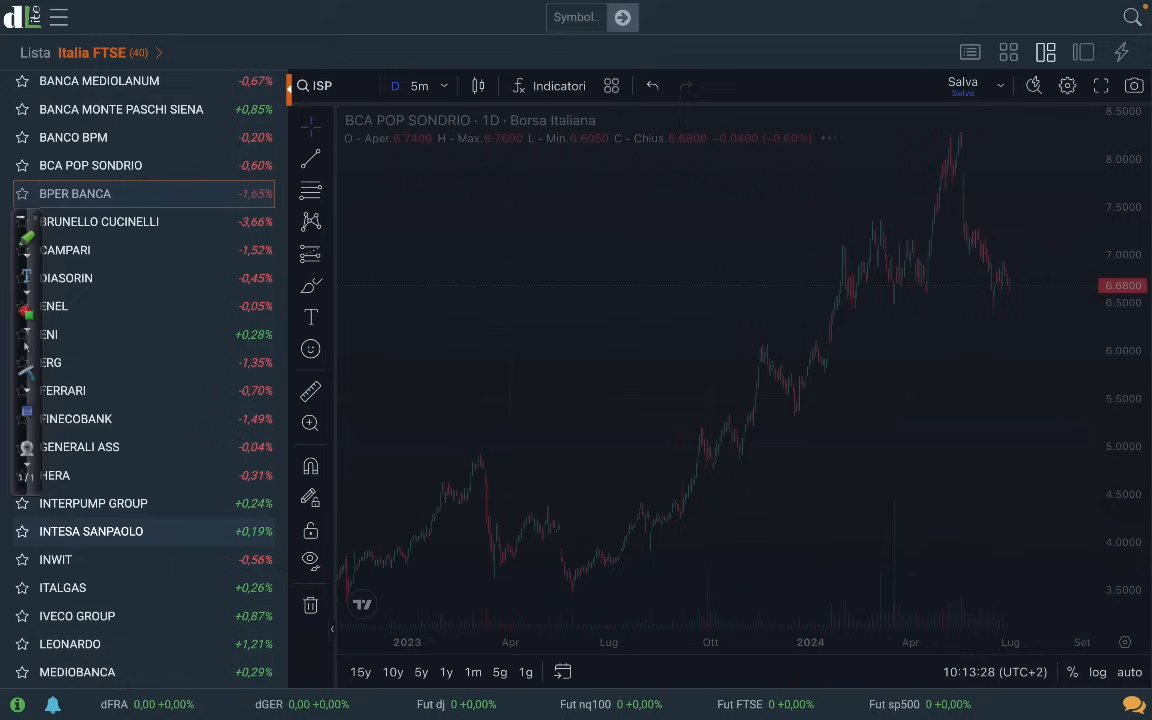 dLite
Symbol..
Lista Italia FTSE (40)
BANCA MEDIOLANUM -0,67%
BANCA MONTE PASCHI SIENA +0,85%
BANCO BPM -0,20%
BCA POP SONDRIO -0,60%
BPER BANCA -1,65%
BRUNELLO CUCINELLI -3,66%
CAMPARI -1,52%
DIASORIN -0,45%
ENEL -0,05%
ENI +0,28%
ERG -1,35%
FERRARI -0,70%
FINECOBANK -1,49%
GENERALI ASS -0,04%
HERA -0,31%
1/1
INTERPUMP GROUP +0,24%
INTESA SANPAOLO +0,19%
INWIT -0,56%
ITALGAS +0,26%
IVECO GROUP +0,87%
LEONARDO +1,21%
MEDIOBANCA +0,29%
ISP D 5m Indicatori Salva
Salva
BCA POP SONDRIO · 1D · Borsa Italiana
O - Aper.6.7400 H - Max.6.7600 L - Min.6.6050 C - Chius.6.6800 -0.0400 (-0.60%)
8.5000
8.0000
7.5000
7.0000
6.6800
6.5000
6.0000
5.5000
5.0000
4.5000
4.0000
3.5000
2023 Apr Lug Ott 2024 Apr Lug Set
15y 10y 5y 1y 1m 5g 1g 10:13:28 (UTC+2) % log auto
dFRA 0,00 +0,00% dGER 0,00 +0,00% Fut dj 0 +0,00% Fut nq100 0 +0,00% Fut FTSE 0 +0,00% Fut sp500 0 +0,00%